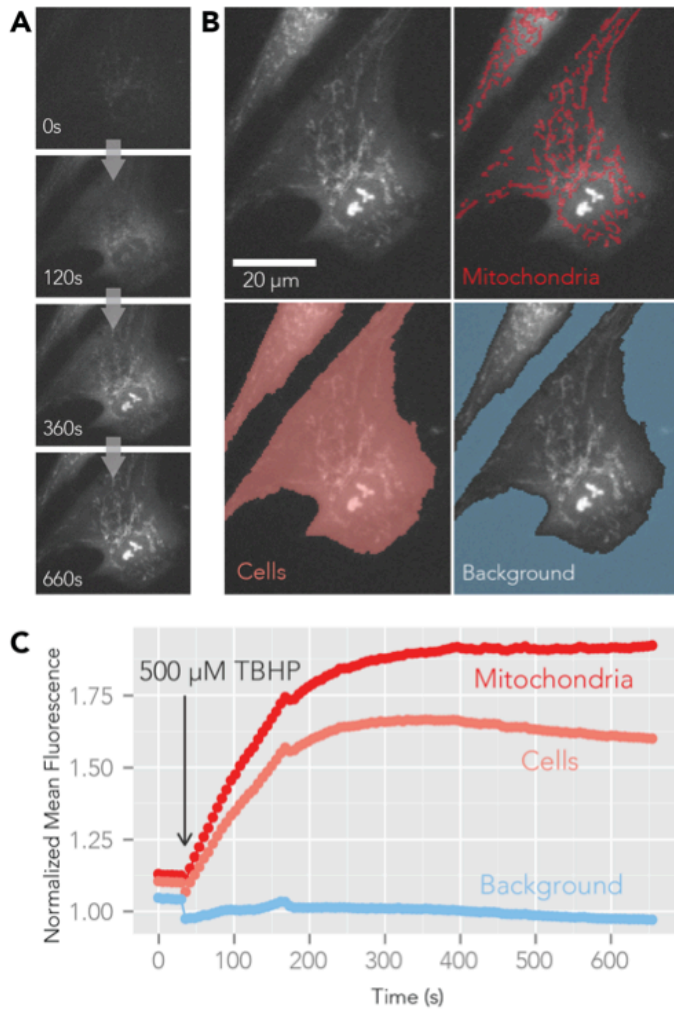 A
B
0s
120s
360s
660s
20 µm
Mitochondria
Cells
Background
C
500 µM TBHP
Mitochondria
Cells
Background
Normalized Mean Fluorescence
1.75
1.50
1.25
1.00
0
100
200
300
400
500
600
Time (s)